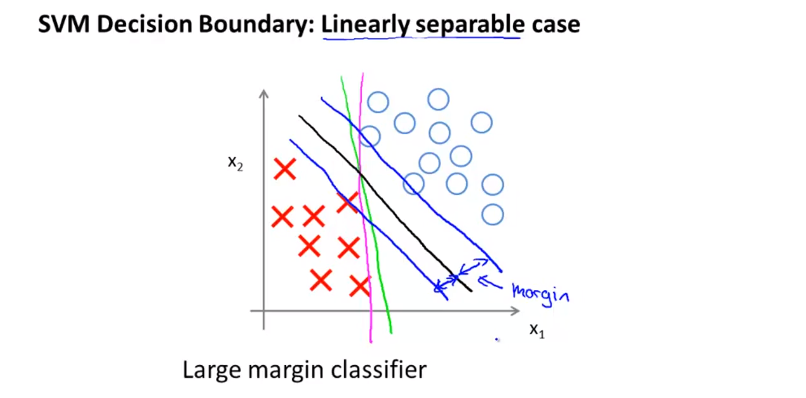 SVM Decision Boundary: Linearly separable case
x2
margin
x1
Large margin classifier